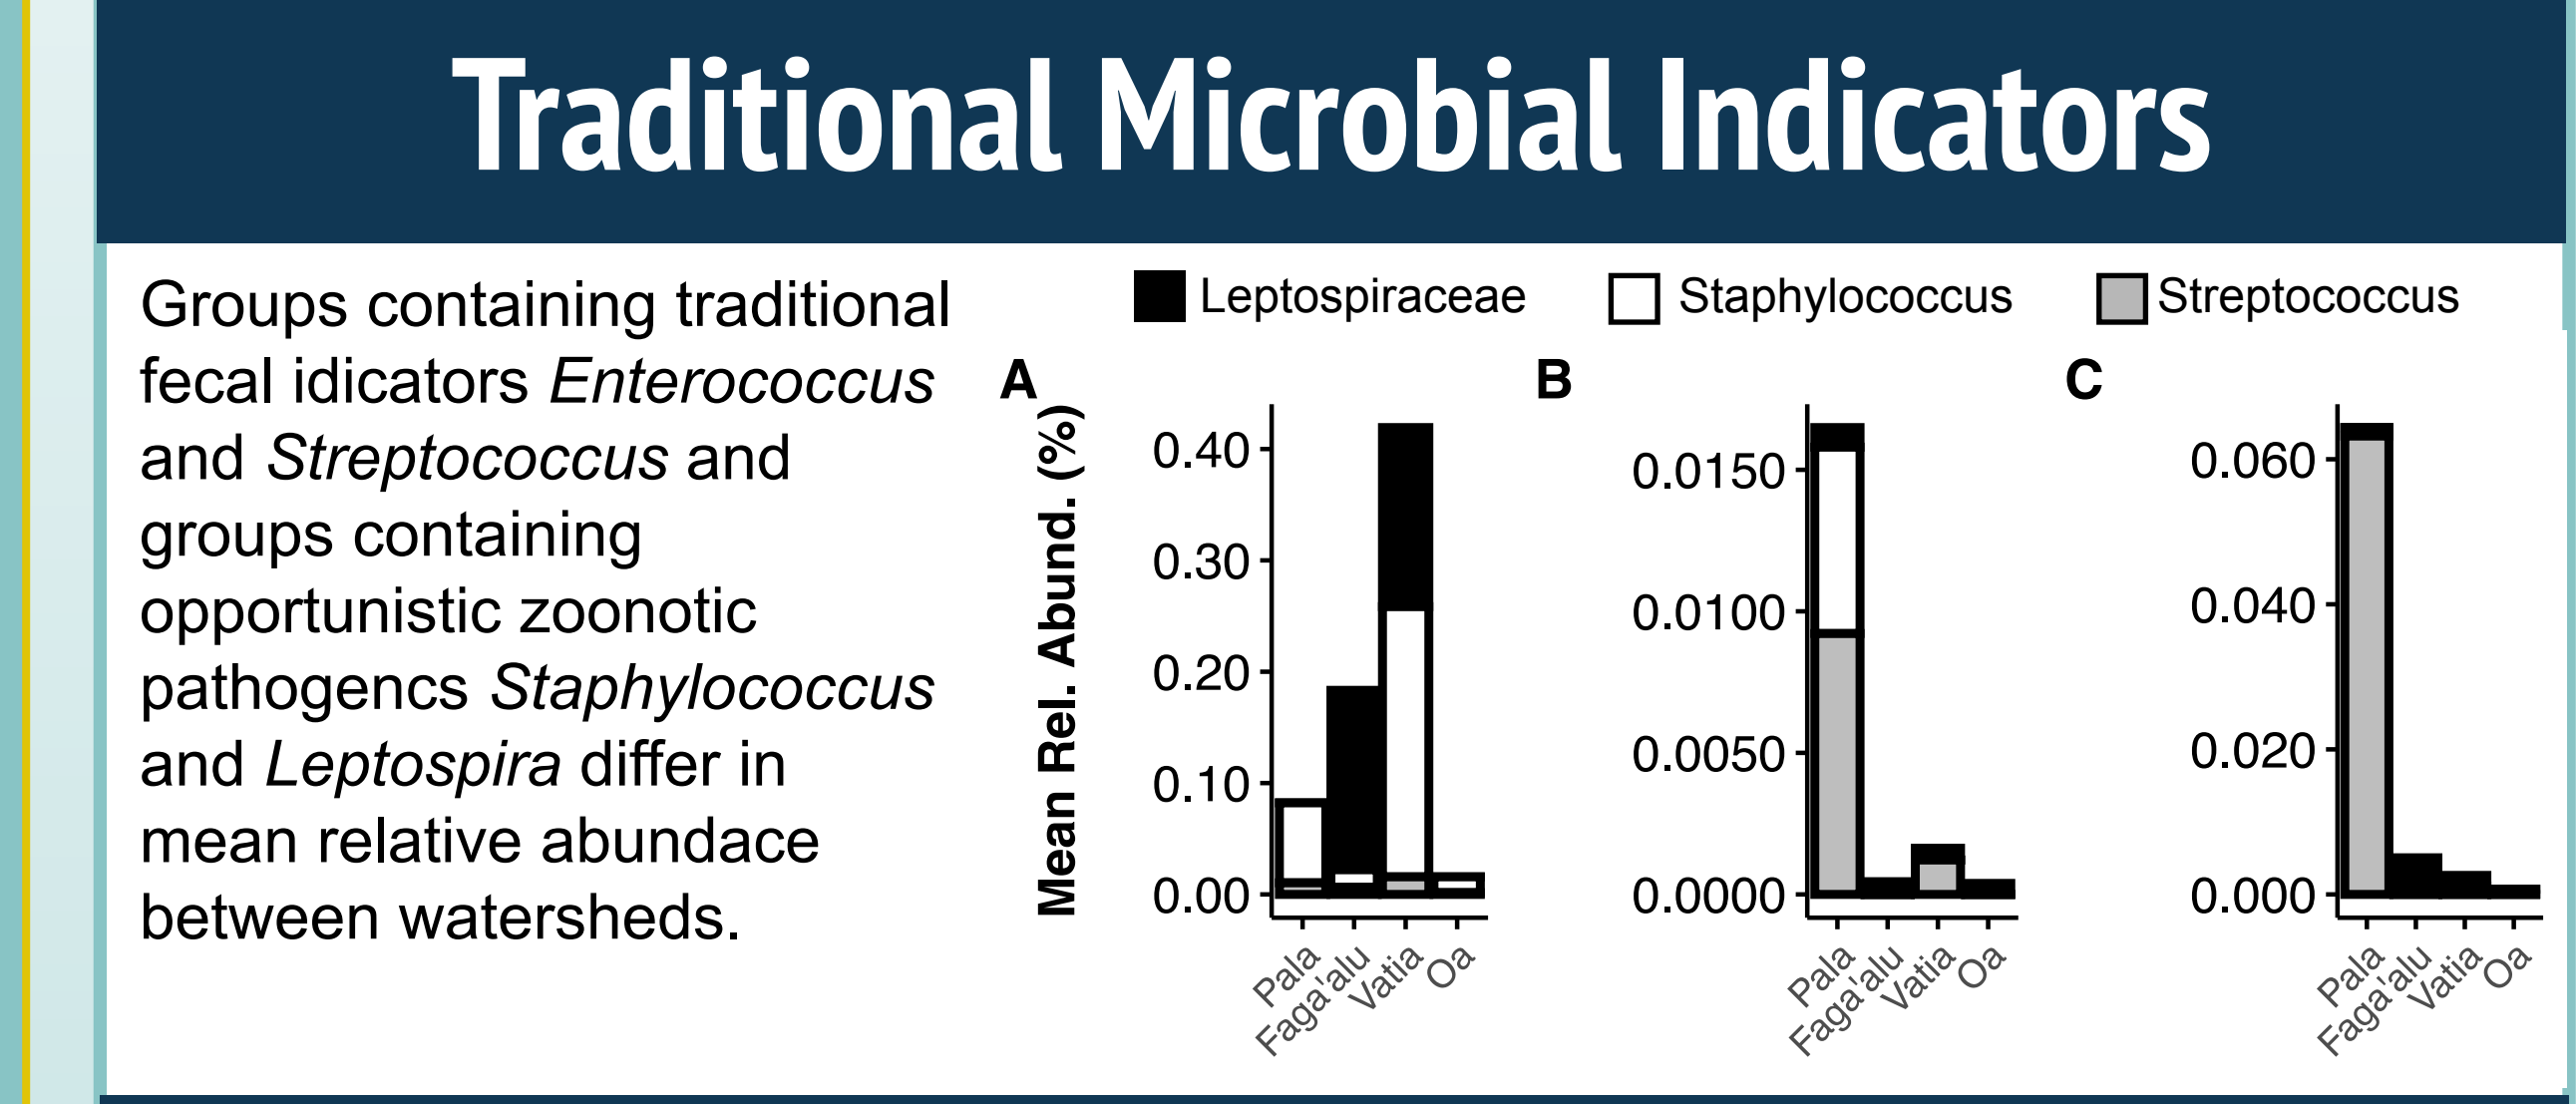 Traditional Microbial Indicators
Groups containing traditional
fecal idicators Enterococcus
and Streptococcus and
groups containing
opportunistic zoonotic
pathogencs Staphylococcus
and Leptospira differ in
mean relative abundace
between watersheds.
Leptospiraceae Staphylococcus Streptococcus
A
Mean Rel. Abund. (%)
0.40
0.30
0.20
0.10
0.00
Pala
Faga'alu
Vatia
Oa
B
0.0150
0.0100
0.0050
0.0000
Pala
Faga'alu
Vatia
Oa
C
0.060
0.040
0.020
0.000
Pala
Faga'alu
Vatia
Oa